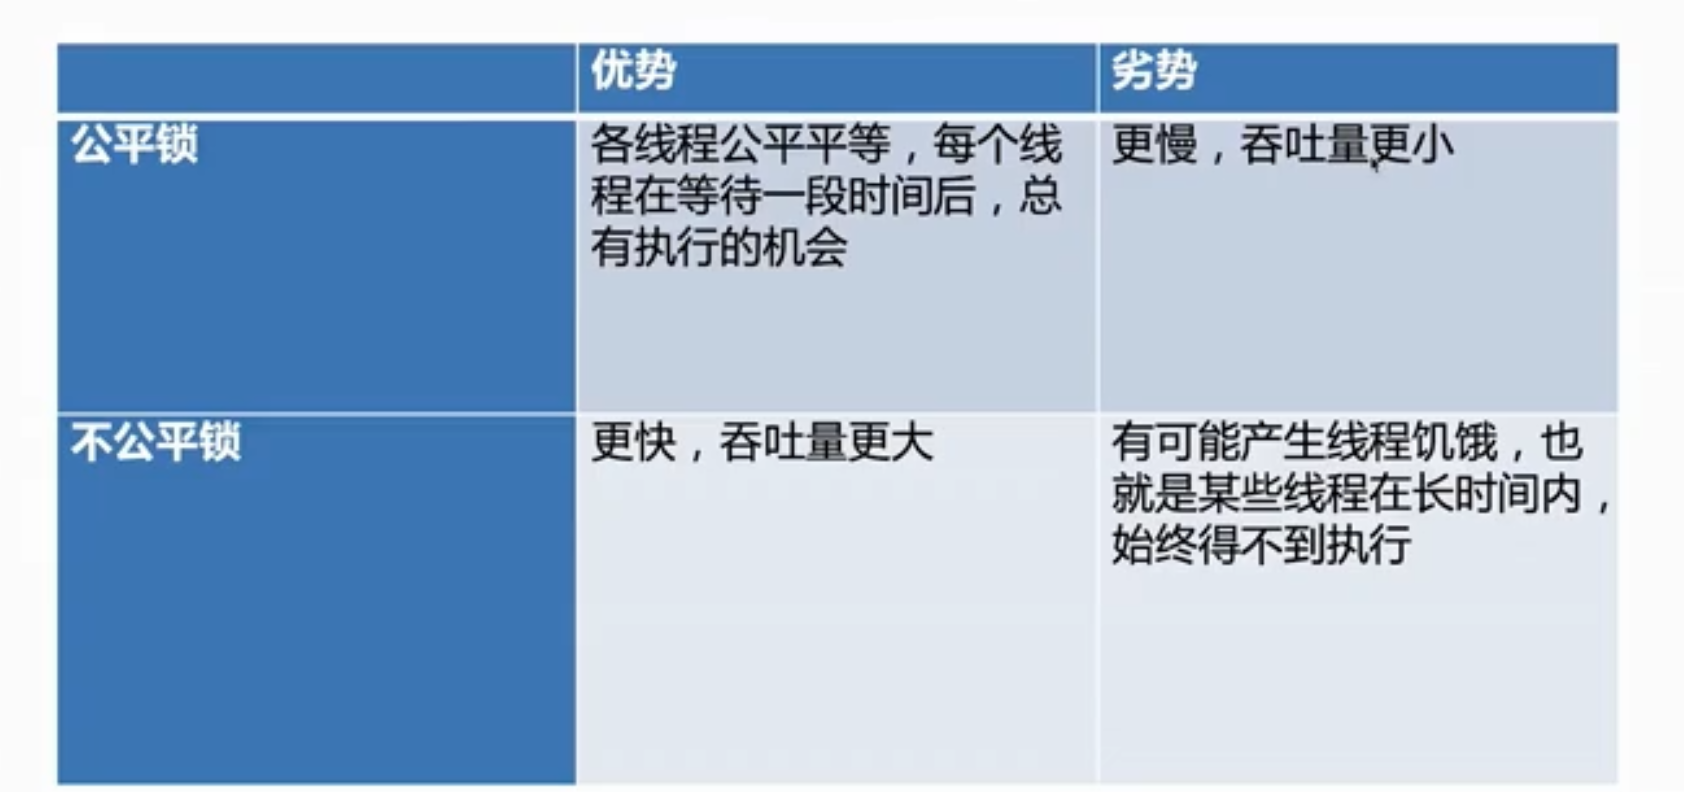 优势
劣势
公平锁
各线程公平平等，每个线
程在等待一段时间后，总
有执行的机会
更慢，吞吐量更小
不公平锁
更快，吞吐量更大
有可能产生线程饥饿，也
就是某些线程在长时间内，
始终得不到执行